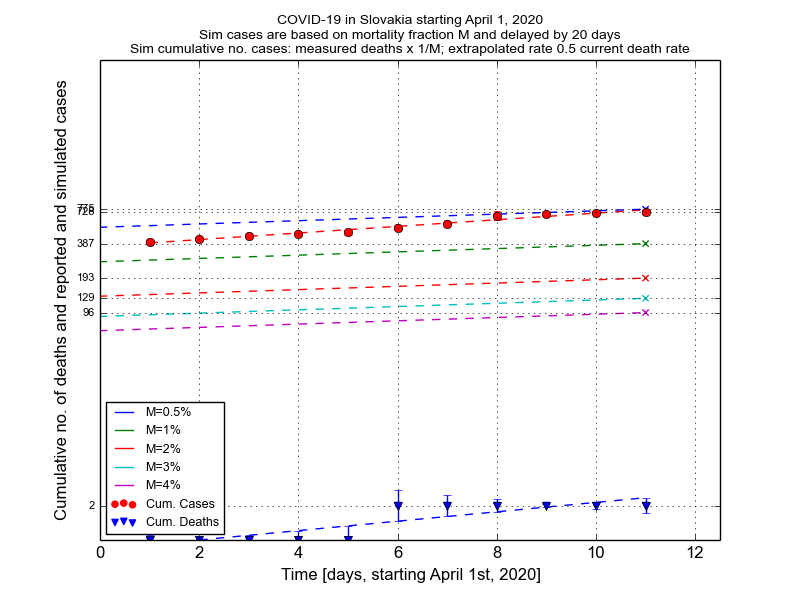 COVID-19 in Slovakia starting April 1, 2020
Sim cases are based on mortality fraction M and delayed by 20 days
Sim cumulative no. cases: measured deaths x 1/M; extrapolated rate 0.5 current death rate
Cumulative no. of deaths and reported and simulated cases
775
728
387
193
129
96
2
M=0.5%
M=1%
M=2%
M=3%
M=4%
Cum. Cases
Cum. Deaths
0 2 4 6 8 10 12
Time [days, starting April 1st, 2020]